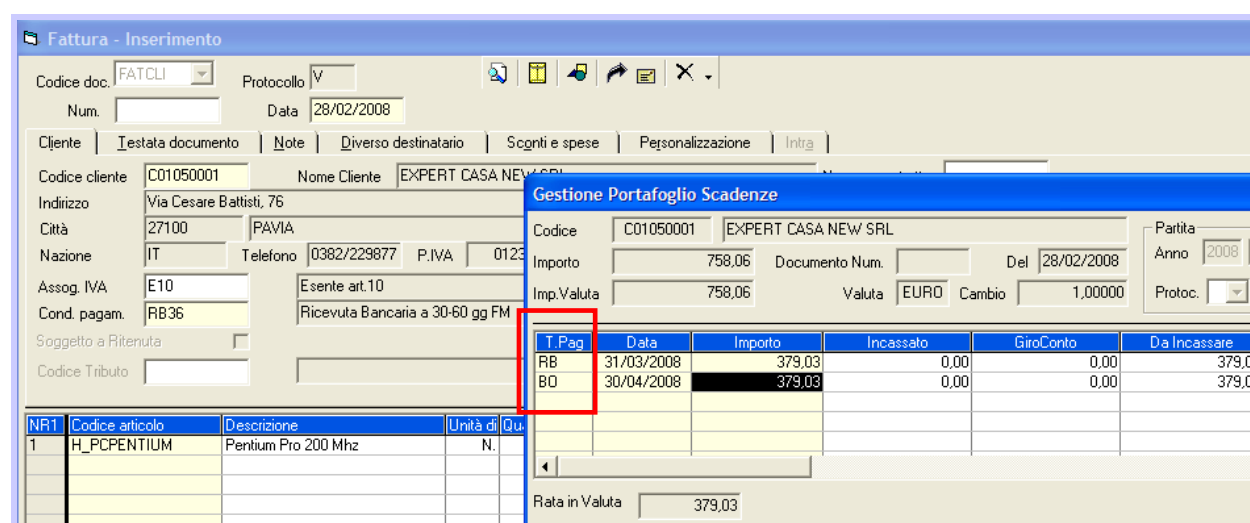 Fattura - Inserimento
Codice doc. FATCLI Protocollo V
Num. Data 28/02/2008
Cliente Testata documento Note Diverso destinatario Sconti e spese Personalizzazione Intra
Codice cliente C01050001 Nome Cliente EXPERT CASA NEW SRL
Indirizzo Via Cesare Battisti, 76
Città 27100 PAVIA
Nazione IT Telefono 0382/229877 P.IVA 0123
Assog. IVA E10 Esente art.10
Cond. pagam. RB36 Ricevuta Bancaria a 30-60 gg FM
Soggetto a Ritenuta
Codice Tributo
NR1 Codice articolo Descrizione Unità di Qu
1 H_PCPENTIUM Pentium Pro 200 Mhz N.
Gestione Portafoglio Scadenze
Codice C01050001 EXPERT CASA NEW SRL Partita
Importo 758,06 Documento Num. Del 28/02/2008 Anno 2008
Imp.Valuta 758,06 Valuta EURO Cambio 1,00000 Protoc.
T.Pag Data Importo Incassato GiroConto Da Incassare
RB 31/03/2008 379,03 0,00 0,00 379,0
BO 30/04/2008 379,03 0,00 0,00 379,0
Rata in Valuta 379,03